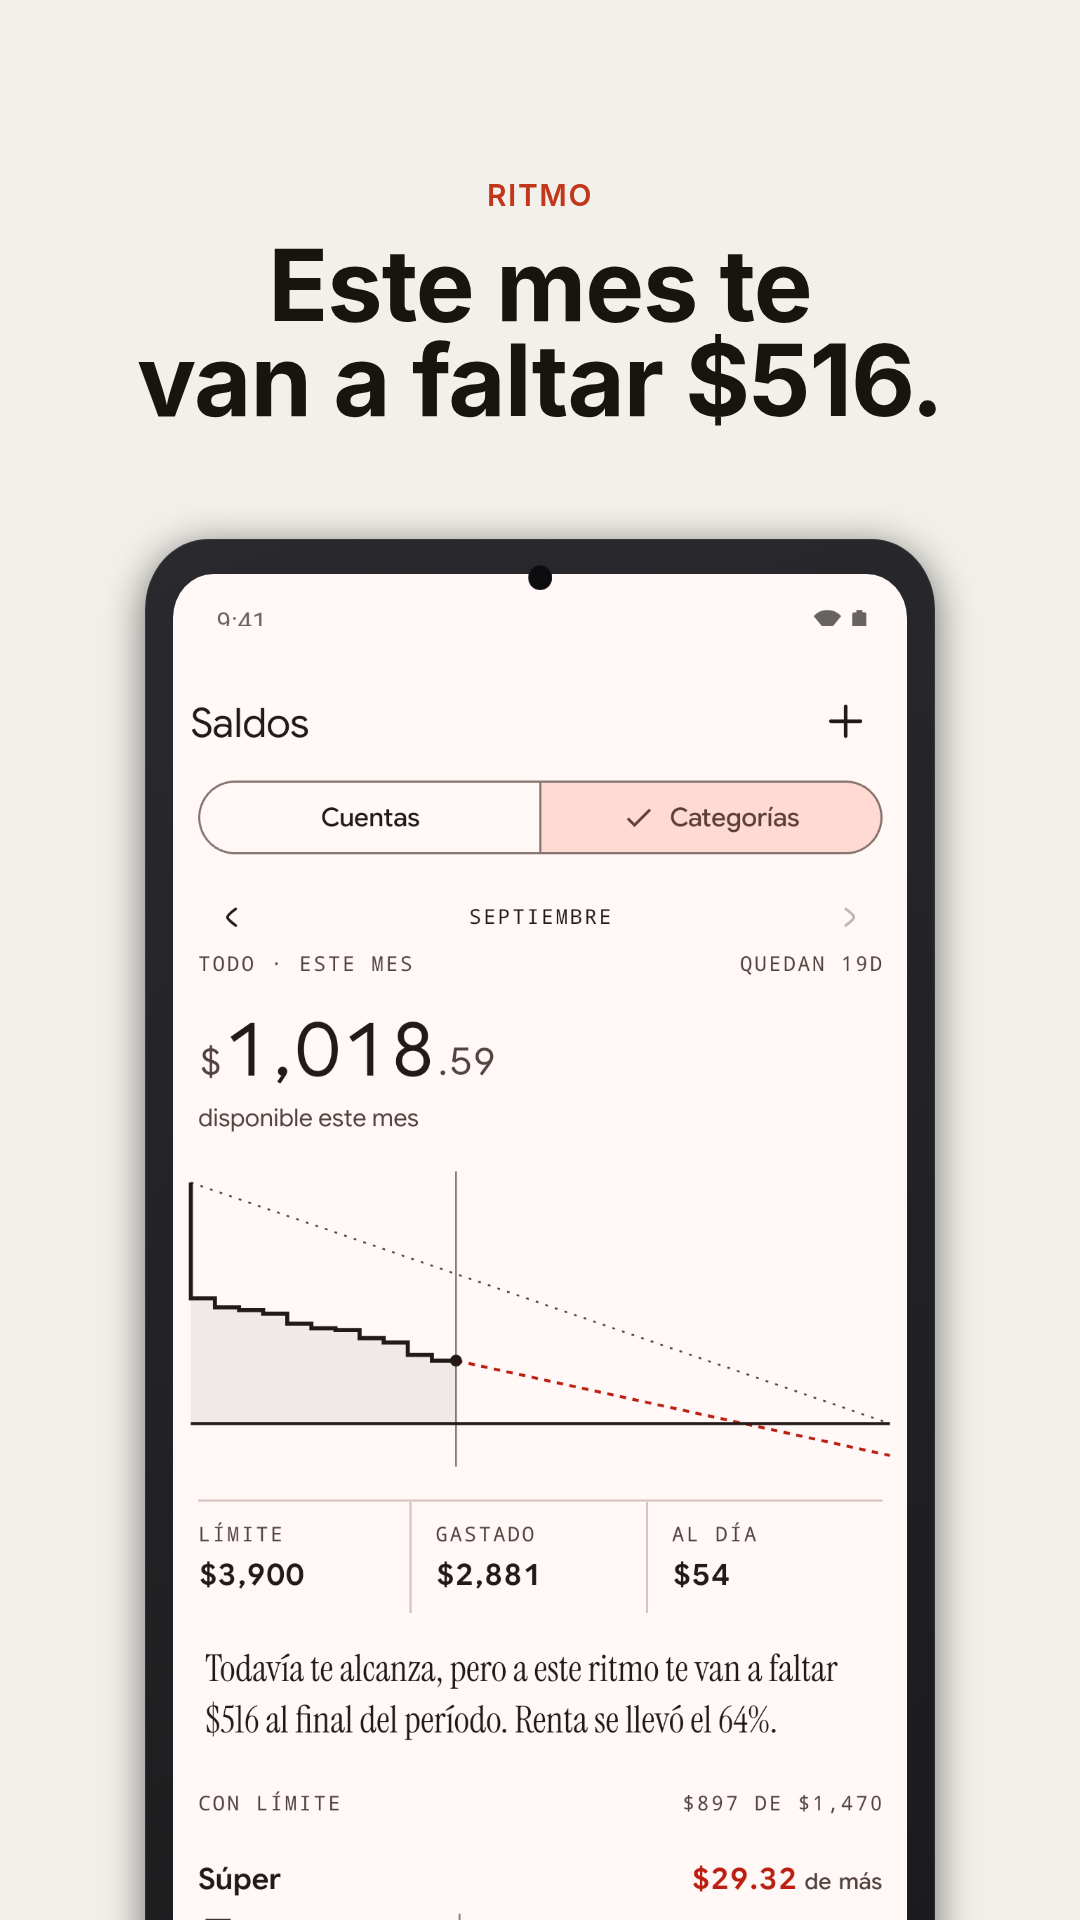 RITMO
Este mes te
van a faltar $516.
9:41
Saldos
Cuentas
Categorías
SEPTIEMBRE
TODO · ESTE MES
QUEDAN 19D
$1,018.59
disponible este mes
LÍMITE
GASTADO
AL DÍA
$3,900
$2,881
$54
Todavía te alcanza, pero a este ritmo te van a faltar
$516 al final del período. Renta se llevó el 64%.
CON LÍMITE
$897 DE $1,470
Súper
$29.32 de más